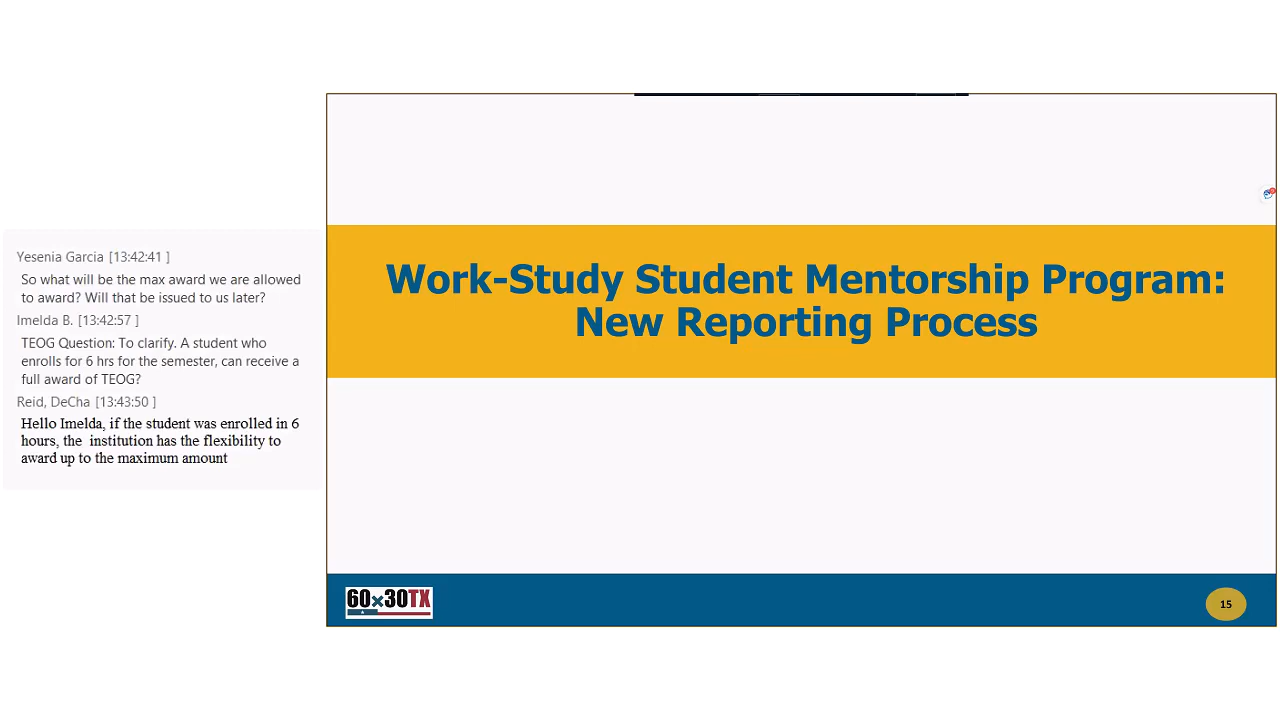 Yesenia Garcia [13:42:41 ]
So what will be the max award we are allowed
to award? Will that be issued to us later?
Imelda B. [13:42:57 ]
TEOG Question: To clarify. A student who
enrolls for 6 hrs for the semester, can receive a
full award of TEOG?
Reid, DeCha [13:43:50 ]
Hello Imelda, if the student was enrolled in 6
hours, the  institution has the flexibility to
award up to the maximum amount
Work-Study Student Mentorship Program:
New Reporting Process
60x30TX
15